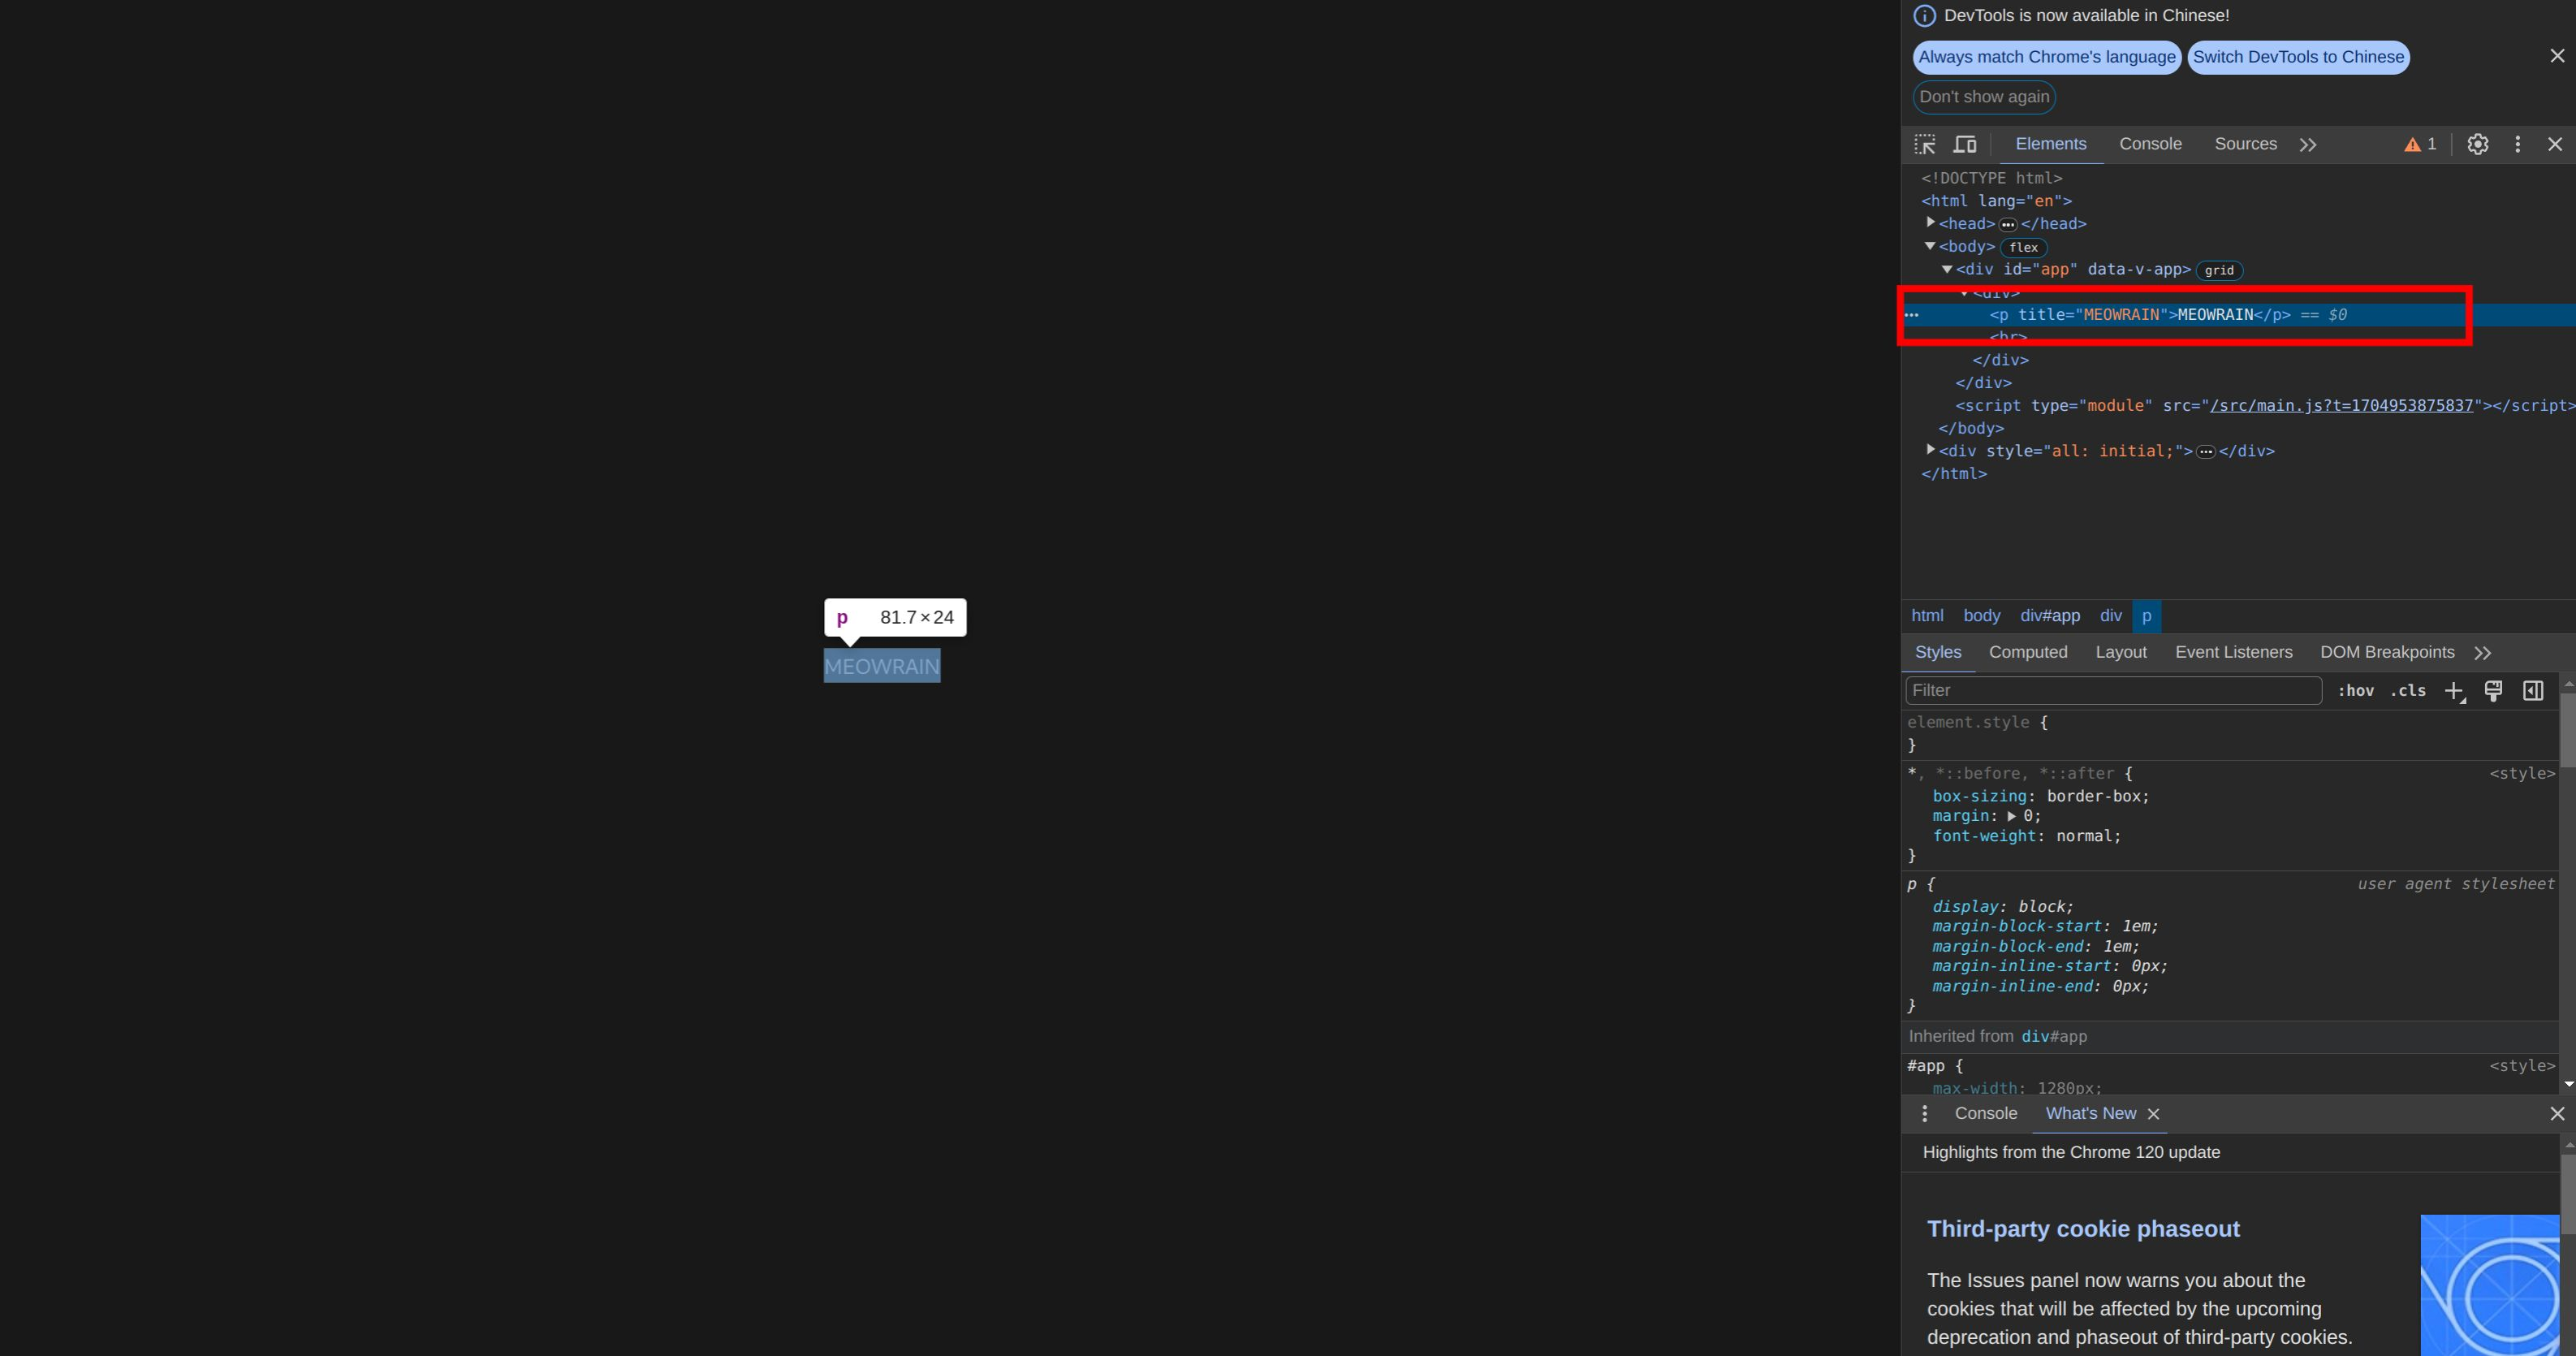 DevTools is now available in Chinese!
Always match Chrome's language Switch DevTools to Chinese
Don't show again
Elements Console Sources 1
<!DOCTYPE html>
<html lang="en">
<head> </head>
<body> flex
<div id="app" data-v-app> grid
<div>
<p title="MEOWRAIN">MEOWRAIN</p> == $0
<br>
</div>
</div>
<script type="module" src="/src/main.js?t=1704953875837"></script>
</body>
<div style="all: initial;"> </div>
</html>
p 81.7 × 24
MEOWRAIN
html body div#app div p
Styles Computed Layout Event Listeners DOM Breakpoints
Filter :hov .cls
element.style {
}
*, *::before, *::after { <style>
box-sizing: border-box;
margin: 0;
font-weight: normal;
}
p { user agent stylesheet
display: block;
margin-block-start: 1em;
margin-block-end: 1em;
margin-inline-start: 0px;
margin-inline-end: 0px;
}
Inherited from div#app
#app { <style>
max-width: 1280px;
Console What's New
Highlights from the Chrome 120 update
Third-party cookie phaseout
The Issues panel now warns you about the
cookies that will be affected by the upcoming
deprecation and phaseout of third-party cookies.